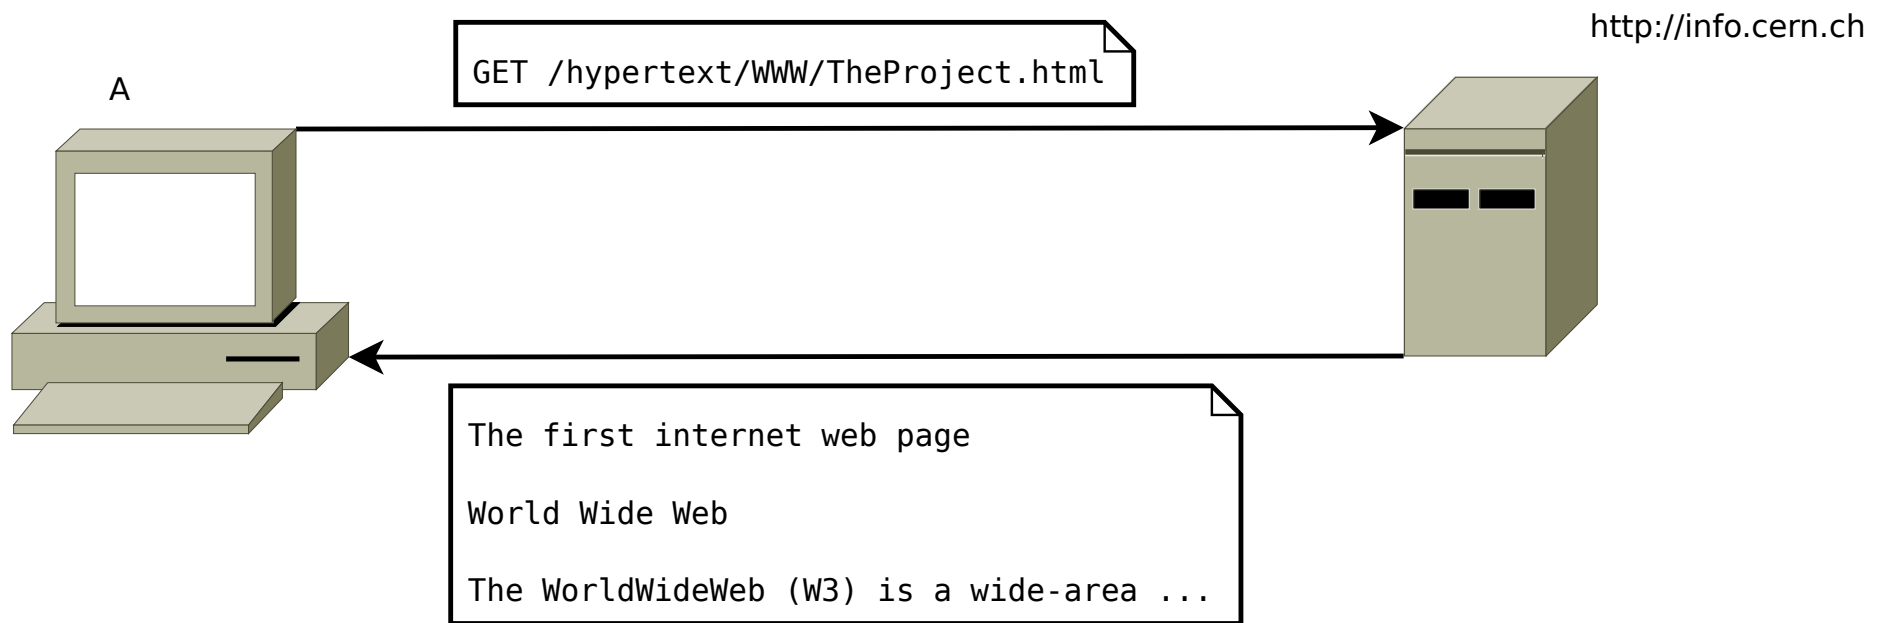 http://info.cern.ch
A
GET /hypertext/WWW/TheProject.html
The first internet web page
World Wide Web
The WorldWideWeb (W3) is a wide-area ...